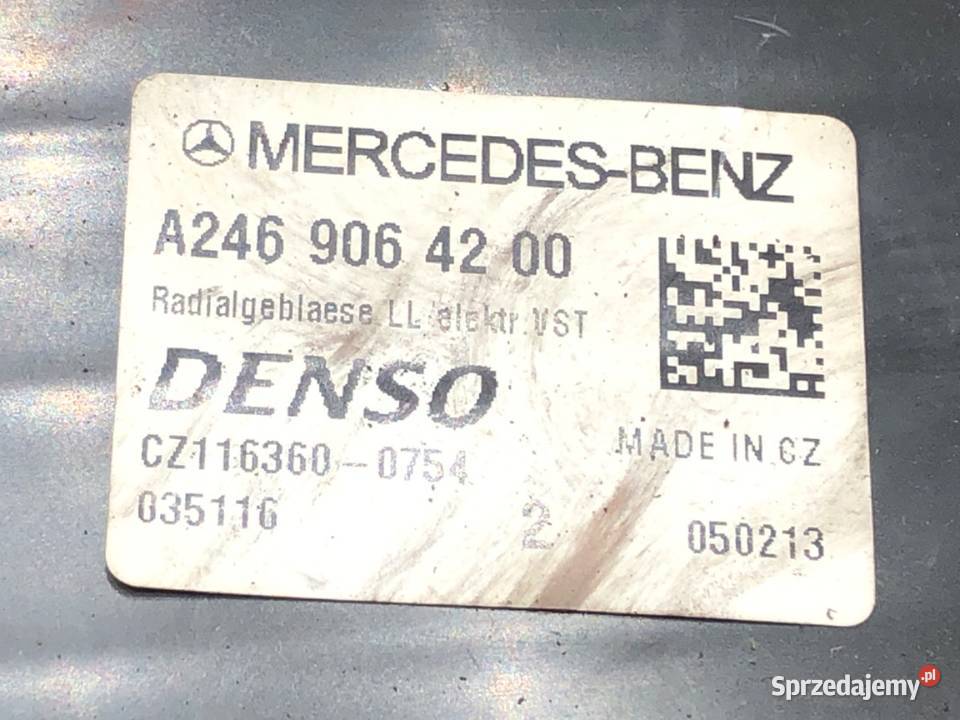 MERCEDES-BENZ
A246 906 42 00
Radialgeblaese LL elektr.VST
DENSO
MADE IN CZ
CZ116360-0754
035116 2 050213
Sprzedajemy.pl